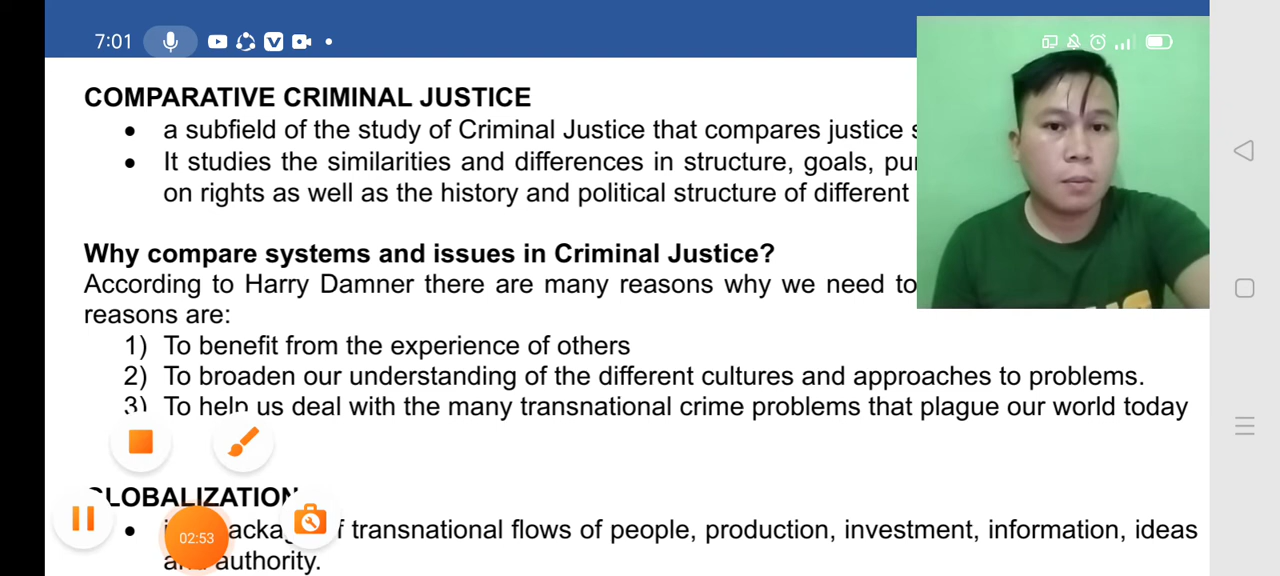 7:01
COMPARATIVE CRIMINAL JUSTICE
• a subfield of the study of Criminal Justice that compares justice
• It studies the similarities and differences in structure, goals,
on rights as well as the history and political structure of different
Why compare systems and issues in Criminal Justice?
According to Harry Damner there are many reasons why we need to
reasons are:
1) To benefit from the experience of others
2) To broaden our understanding of the different cultures and approaches to problems.
3) To help us deal with the many transnational crime problems that plague our world today
GLOBALIZATION
• transnational flows of people, production, investment, information, ideas
authority.
02:53